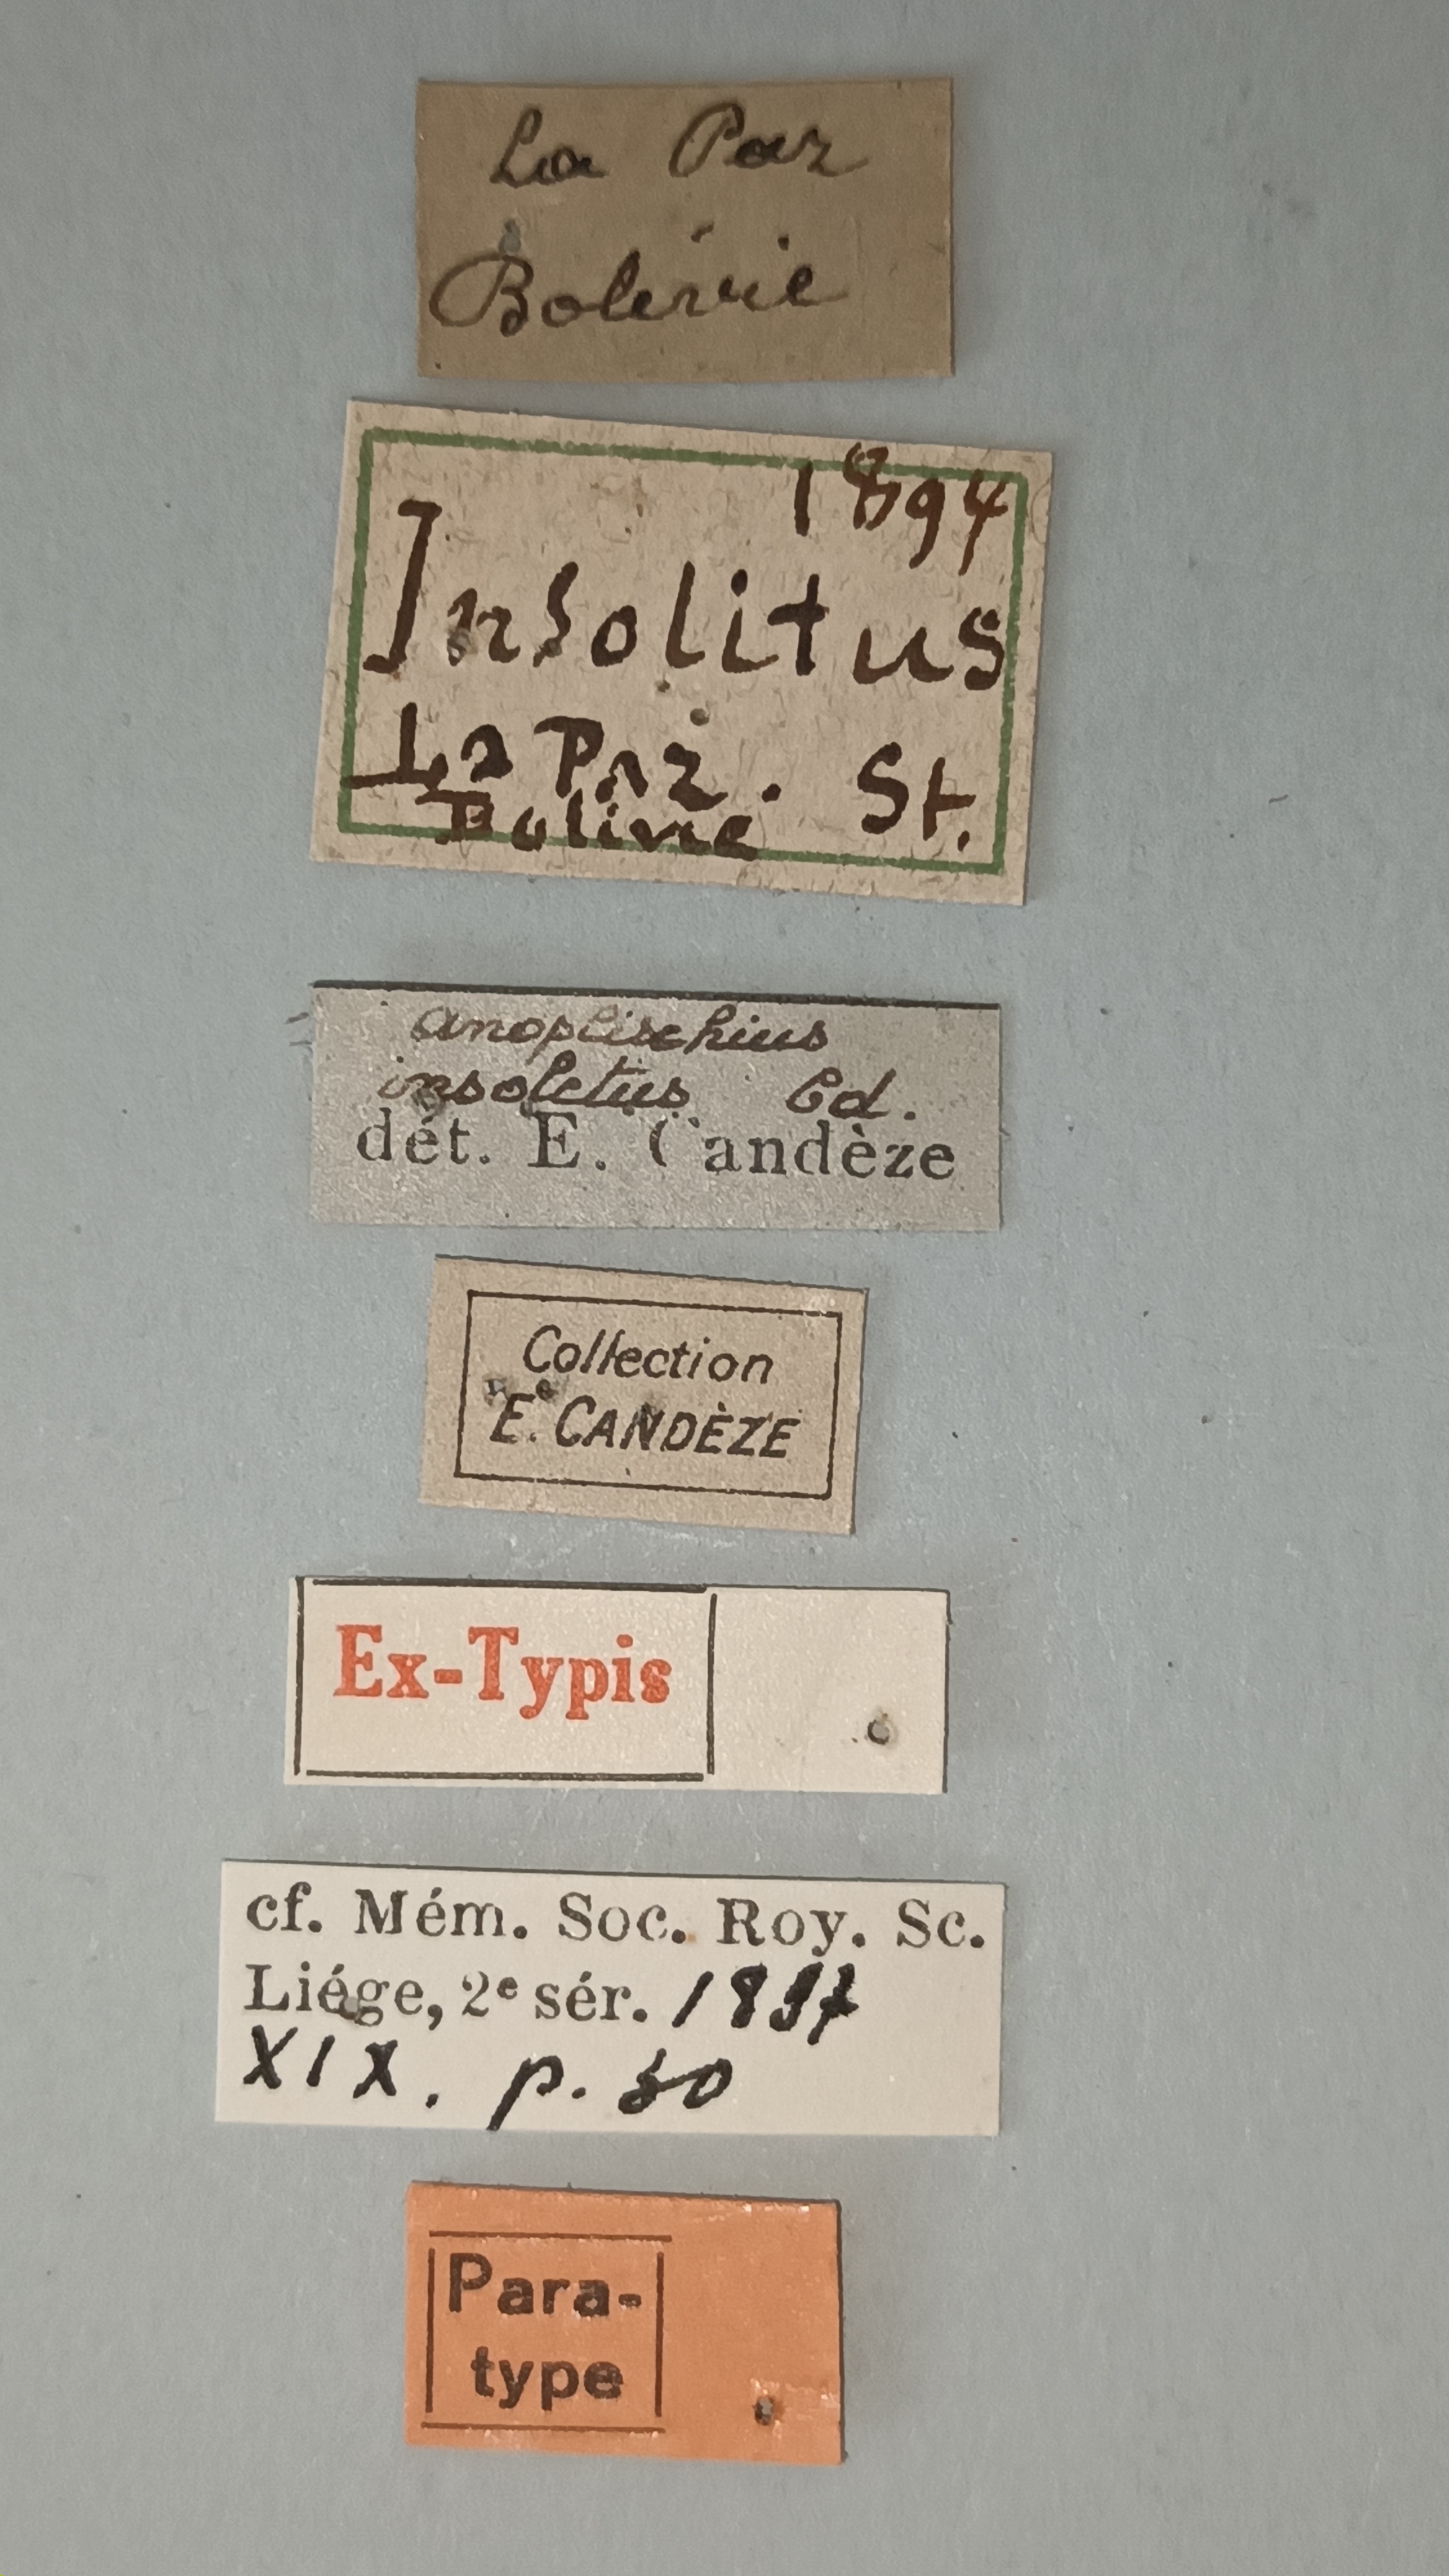 La Paz
Bolivie
1894
Insolitus
La Paz. St.
Bolivie
anoplischius
insolitus Cd.
dét. E. Candèze
Collection
E. CANDÈZE
Ex-Typis
cf. Mém. Soc. Roy. Sc.
Liége, 2e sér. 1897
XIX. p. 30
Para-
type